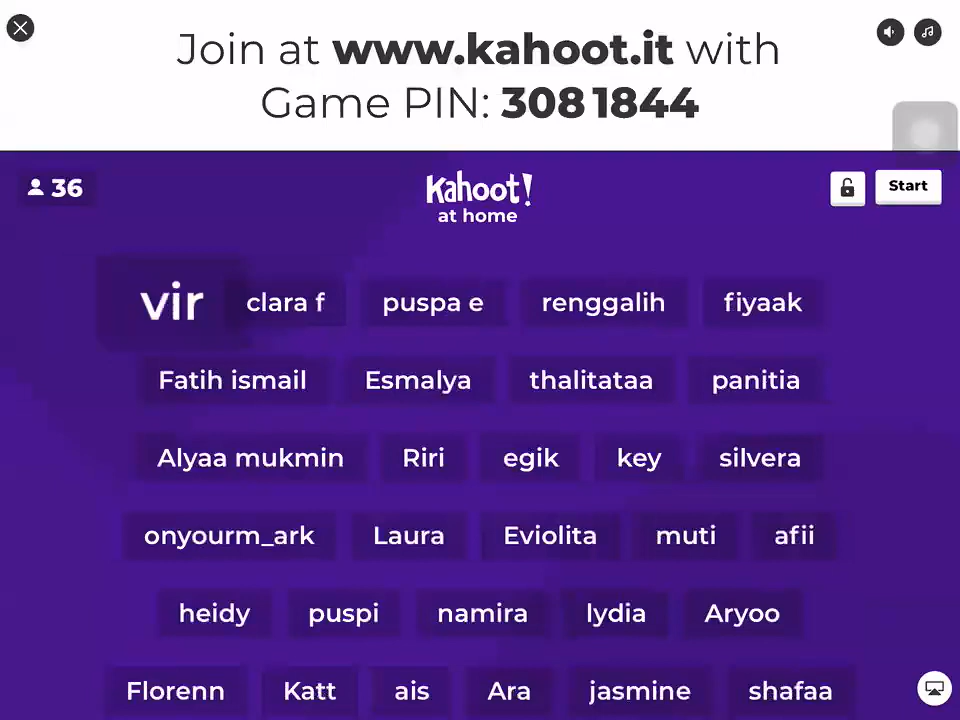 Join at www.kahoot.it with
Game PIN: 308 1844
36
Kahoot!
at home
Start
vir clara f puspa e renggalih fiyaak
Fatih ismail Esmalya thalitataa panitia
Alyaa mukmin Riri egik key silvera
onyourm_ark Laura Eviolita muti afii
heidy puspi namira lydia Aryoo
Florenn Katt ais Ara jasmine shafaa